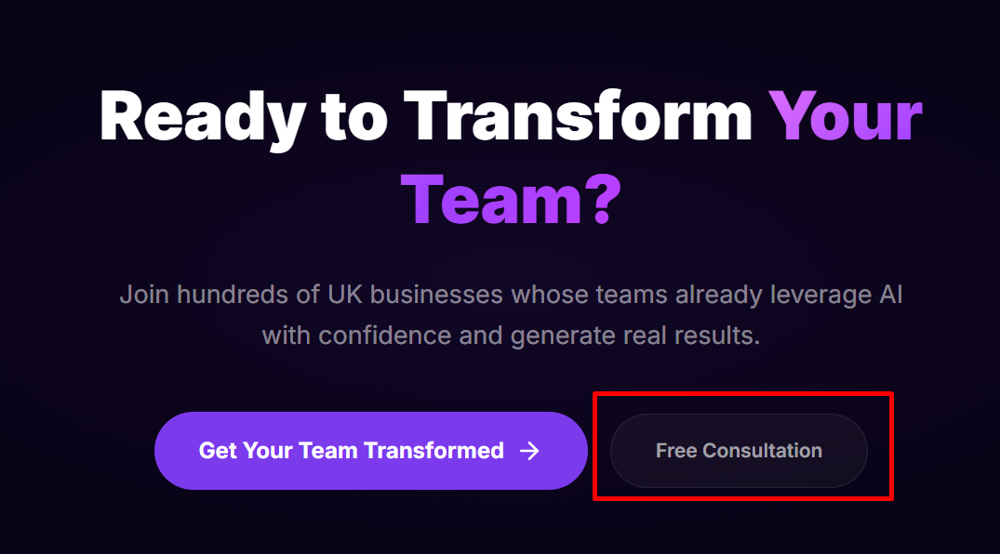 Ready to Transform Your
Team?
Join hundreds of UK businesses whose teams already leverage AI
with confidence and generate real results.
Get Your Team Transformed →
Free Consultation